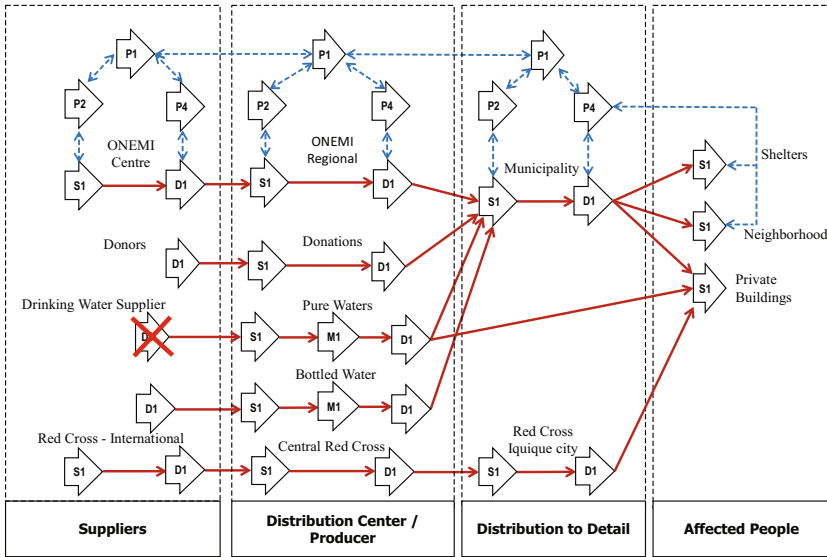 P1
P1
P1
P2
P4
P2
P4
P2
P4
ONEMI
Centre
ONEMI
Regional
Municipality
Shelters
S1
S1
D1
S1
D1
S1
D1
Donors
Donations
S1
Neighborhood
D1
S1
D1
Drinking Water Supplier
Pure Waters
S1
Private
Buildings
D
S1
M1
D1
Bottled Water
D1
S1
M1
D1
Red Cross - International
Central Red Cross
Red Cross
Iquique city
S1
D1
S1
D1
S1
D1
Suppliers
Distribution Center /
Producer
Distribution to Detail
Affected People